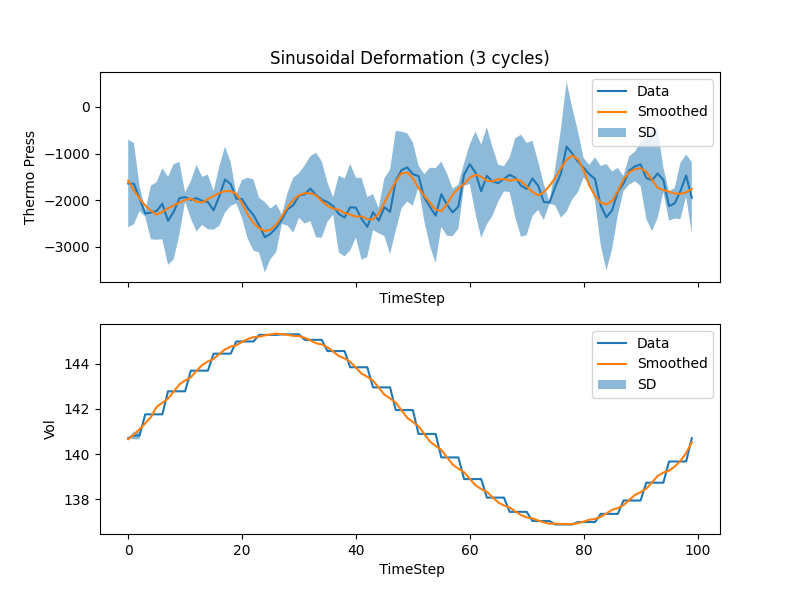 Sinusoidal Deformation (3 cycles)
Thermo Press
0
−1000
−2000
−3000
Data
Smoothed
SD
TimeStep
Vol
144
142
140
138
Data
Smoothed
SD
0 20 40 60 80 100
TimeStep